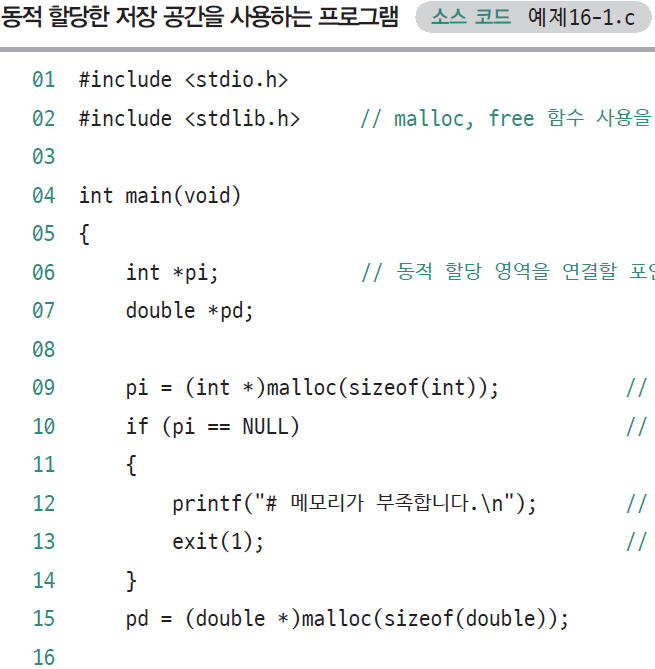 동적 할당한 저장 공간을 사용하는 프로그램 소스 코드 예제16-1.c
01 #include <stdio.h>
02 #include <stdlib.h> // malloc, free 함수 사용을
03
04 int main(void)
05 {
06 int *pi; // 동적 할당 영역을 연결할
07 double *pd;
08
09 pi = (int *)malloc(sizeof(int)); //
10 if (pi == NULL) //
11 {
12 printf("# 메모리가 부족합니다.\n"); //
13 exit(1); //
14 }
15 pd = (double *)malloc(sizeof(double));
16